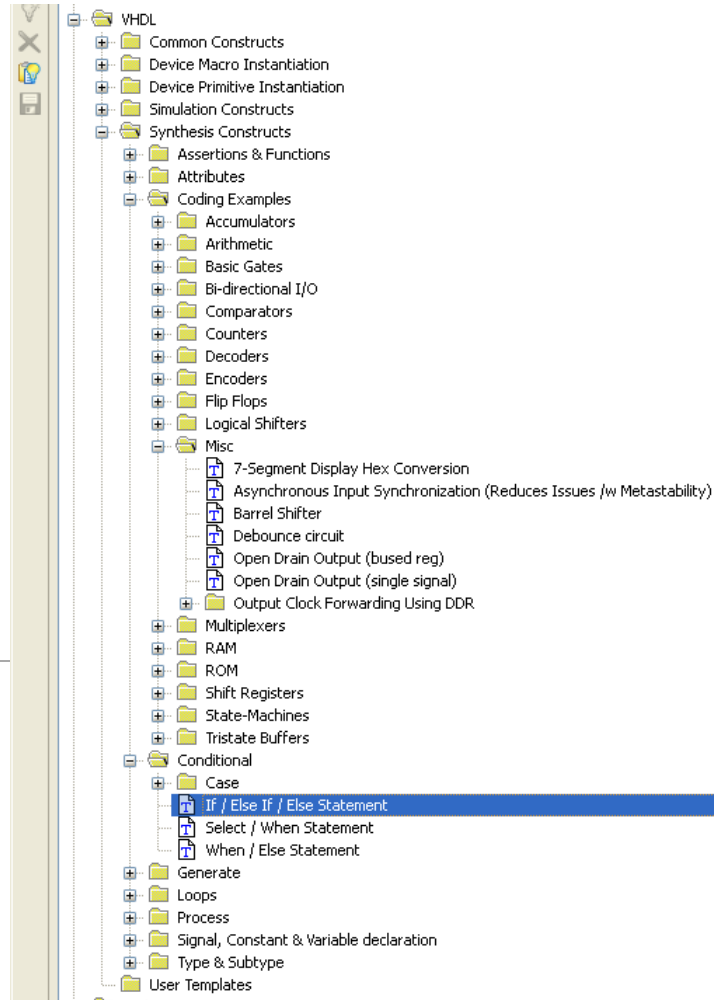 VHDL
Common Constructs
Device Macro Instantiation
Device Primitive Instantiation
Simulation Constructs
Synthesis Constructs
Assertions & Functions
Attributes
Coding Examples
Accumulators
Arithmetic
Basic Gates
Bi-directional I/O
Comparators
Counters
Decoders
Encoders
Flip Flops
Logical Shifters
Misc
7-Segment Display Hex Conversion
Asynchronous Input Synchronization (Reduces Issues /w Metastability)
Barrel Shifter
Debounce circuit
Open Drain Output (bused reg)
Open Drain Output (single signal)
Output Clock Forwarding Using DDR
Multiplexers
RAM
ROM
Shift Registers
State-Machines
Tristate Buffers
Conditional
Case
If / Else If / Else Statement
Select / When Statement
When / Else Statement
Generate
Loops
Process
Signal, Constant & Variable declaration
Type & Subtype
User Templates